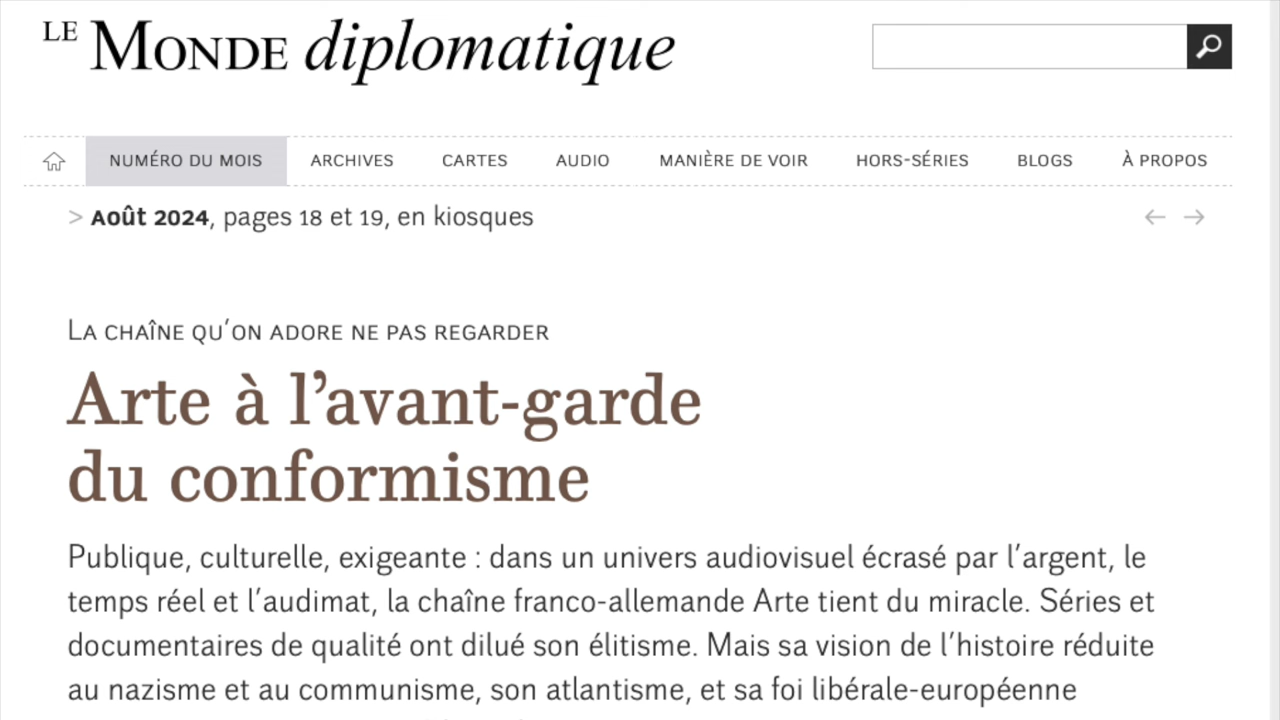 LE MONDE diplomatique
NUMÉRO DU MOIS ARCHIVES CARTES AUDIO MANIÈRE DE VOIR HORS-SÉRIES BLOGS À PROPOS
> Août 2024, pages 18 et 19, en kiosques
LA CHAÎNE QU’ON ADORE NE PAS REGARDER
Arte à l’avant-garde
du conformisme
Publique, culturelle, exigeante : dans un univers audiovisuel écrasé par l’argent, le
temps réel et l’audimat, la chaîne franco-allemande Arte tient du miracle. Séries et
documentaires de qualité ont dilué son élitisme. Mais sa vision de l’histoire réduite
au nazisme et au communisme, son atlantisme, et sa foi libérale-européenne